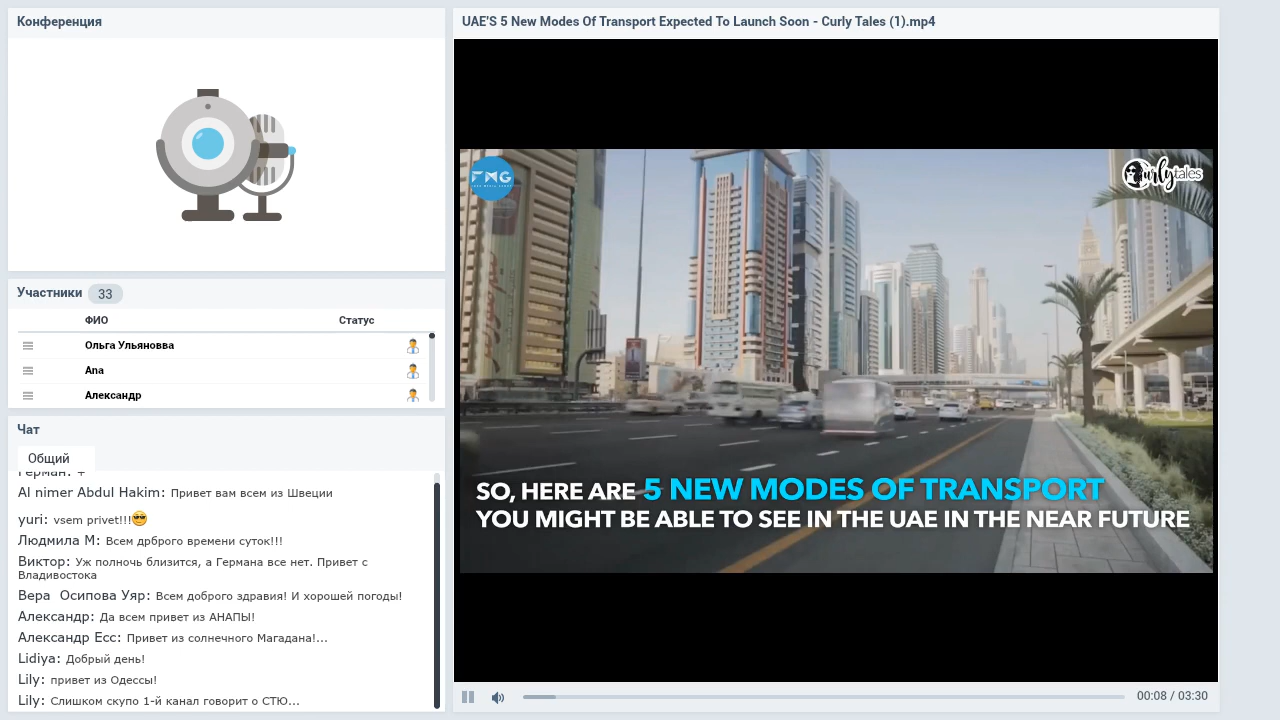 Конференция
UAE'S 5 New Modes Of Transport Expected To Launch Soon - Curly Tales (1).mp4
Участники 33
ФИО Статус
Ольга Ульяновва
Ana
Александр
Чат
Общий
Герман: +
Al nimer Abdul Hakim: Привет вам всем из Швеции
yuri: vsem privet!!!😎
Людмила М: Всем дрброго времени суток!!!
Виктор: Уж полночь близится, а Германа все нет. Привет с
Владивостока
Вера Осипова Уяр: Всем доброго здравия! И хорошей погоды!
Александр: Да всем привет из АНАПЫ!
Александр Есс: Привет из солнечного Магадана!...
Lidiya: Добрый день!
Lily: привет из Одессы!
Lily: Слишком скупо 1-й канал говорит о СТЮ...
FMG
Curly tales
SO, HERE ARE 5 NEW MODES OF TRANSPORT
YOU MIGHT BE ABLE TO SEE IN THE UAE IN THE NEAR FUTURE
00:08 / 03:30